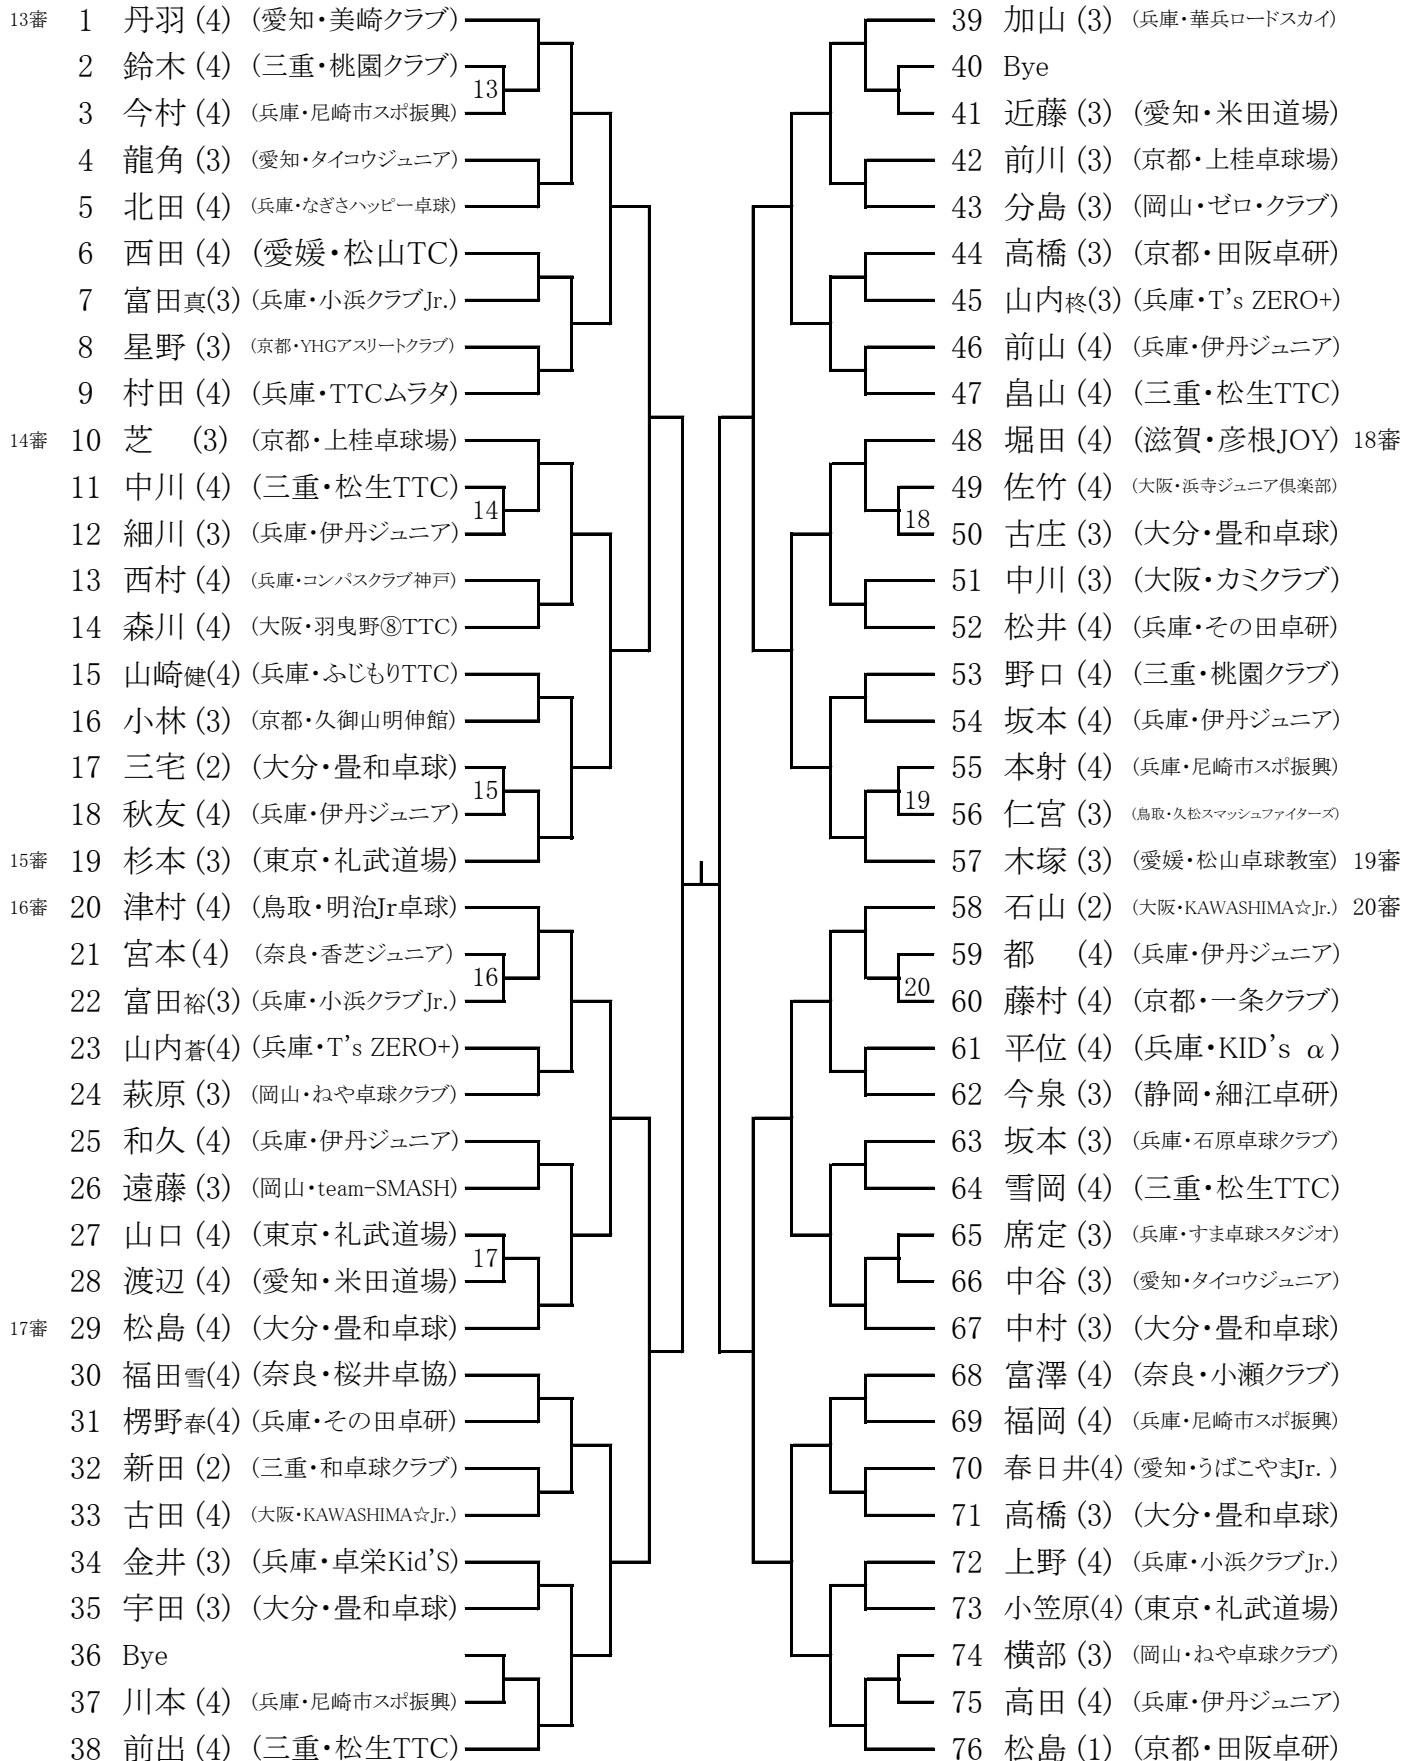 13審 1 丹羽 (4) (愛知・美崎クラブ)
2 鈴木 (4) (三重・桃園クラブ)
13
3 今村 (4) (兵庫・尼崎市スポ振興)
4 龍角 (3) (愛知・タイコウジュニア)
5 北田 (4) (兵庫・なぎさハッピー卓球)
6 西田 (4) (愛媛・松山TC)
7 富田真(3) (兵庫・小浜クラブJr.)
8 星野 (3) (京都・YHGアスリートクラブ)
9 村田 (4) (兵庫・TTCムラタ)
14審 10 芝 (3) (京都・上桂卓球場)
11 中川 (4) (三重・松生TTC)
14
12 細川 (3) (兵庫・伊丹ジュニア)
13 西村 (4) (兵庫・コンパスクラブ神戸)
14 森川 (4) (大阪・羽曳野⑧TTC)
15 山崎健(4) (兵庫・ふじもりTTC)
16 小林 (3) (京都・久御山明伸館)
17 三宅 (2) (大分・畳和卓球)
15
18 秋友 (4) (兵庫・伊丹ジュニア)
15審 19 杉本 (3) (東京・礼武道場)
16審 20 津村 (4) (鳥取・明治Jr卓球)
21 宮本(4) (奈良・香芝ジュニア)
16
22 富田裕(3) (兵庫・小浜クラブJr.)
23 山内蒼(4) (兵庫・T's ZERO+)
24 萩原 (3) (岡山・ねや卓球クラブ)
25 和久 (4) (兵庫・伊丹ジュニア)
26 遠藤 (3) (岡山・team-SMASH)
27 山口 (4) (東京・礼武道場)
17
28 渡辺 (4) (愛知・米田道場)
17審 29 松島 (4) (大分・畳和卓球)
30 福田雪(4) (奈良・桜井卓協)
31 楞野春(4) (兵庫・その田卓研)
32 新田 (2) (三重・和卓球クラブ)
33 古田 (4) (大阪・KAWASHIMA☆Jr.)
34 金井 (3) (兵庫・卓栄Kid'S)
35 宇田 (3) (大分・畳和卓球)
36 Bye
37 川本 (4) (兵庫・尼崎市スポ振興)
38 前出 (4) (三重・松生TTC)
39 加山 (3) (兵庫・華兵ロードスカイ)
40 Bye
41 近藤 (3) (愛知・米田道場)
42 前川 (3) (京都・上桂卓球場)
43 分島 (3) (岡山・ゼロ・クラブ)
44 高橋 (3) (京都・田阪卓研)
45 山内柊(3) (兵庫・T's ZERO+)
46 前山 (4) (兵庫・伊丹ジュニア)
47 畠山 (4) (三重・松生TTC)
48 堀田 (4) (滋賀・彦根JOY) 18審
49 佐竹 (4) (大阪・浜寺ジュニア倶楽部)
18
50 古庄 (3) (大分・畳和卓球)
51 中川 (3) (大阪・カミクラブ)
52 松井 (4) (兵庫・その田卓研)
53 野口 (4) (三重・桃園クラブ)
54 坂本 (4) (兵庫・伊丹ジュニア)
55 本射 (4) (兵庫・尼崎市スポ振興)
19
56 仁宮 (3) (鳥取・久松スマッシュファイターズ)
57 木塚 (3) (愛媛・松山卓球教室) 19審
58 石山 (2) (大阪・KAWASHIMA☆Jr.) 20審
59 都 (4) (兵庫・伊丹ジュニア)
20
60 藤村 (4) (京都・一条クラブ)
61 平位 (4) (兵庫・KID's α)
62 今泉 (3) (静岡・細江卓研)
63 坂本 (3) (兵庫・石原卓球クラブ)
64 雪岡 (4) (三重・松生TTC)
65 席定 (3) (兵庫・すま卓球スタジオ)
66 中谷 (3) (愛知・タイコウジュニア)
67 中村 (3) (大分・畳和卓球)
68 富澤 (4) (奈良・小瀬クラブ)
69 福岡 (4) (兵庫・尼崎市スポ振興)
70 春日井(4) (愛知・うばこやまJr. )
71 高橋 (3) (大分・畳和卓球)
72 上野 (4) (兵庫・小浜クラブJr.)
73 小笠原(4) (東京・礼武道場)
74 横部 (3) (岡山・ねや卓球クラブ)
75 高田 (4) (兵庫・伊丹ジュニア)
76 松島 (1) (京都・田阪卓研)